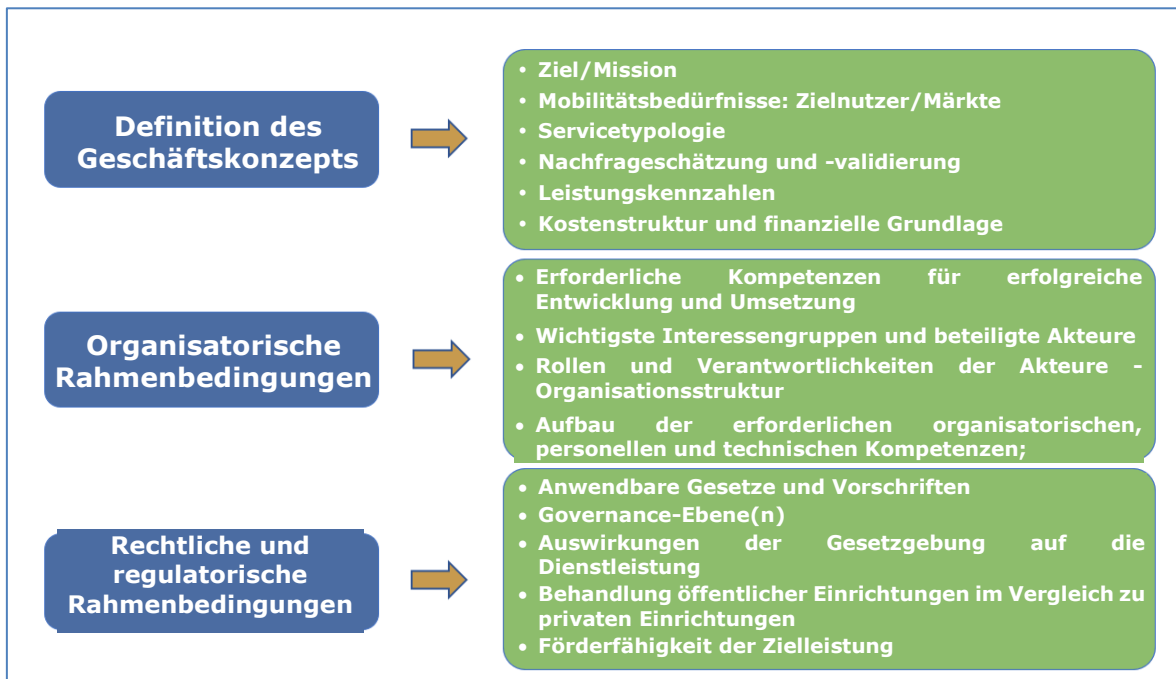 Definition des
Geschäftskonzepts
• Ziel/Mission
• Mobilitätsbedürfnisse: Zielnutzer/Märkte
• Servicetypologie
• Nachfrageschätzung und -validierung
• Leistungskennzahlen
• Kostenstruktur und finanzielle Grundlage
Organisatorische
Rahmenbedingungen
• Erforderliche Kompetenzen für erfolgreiche
Entwicklung und Umsetzung
• Wichtigste Interessengruppen und beteiligte Akteure
• Rollen und Verantwortlichkeiten der Akteure -
Organisationsstruktur
• Aufbau der erforderlichen organisatorischen,
personellen und technischen Kompetenzen;
Rechtliche und
regulatorische
Rahmenbedingungen
• Anwendbare Gesetze und Vorschriften
• Governance-Ebene(n)
• Auswirkungen der Gesetzgebung auf die
Dienstleistung
• Behandlung öffentlicher Einrichtungen im Vergleich zu
privaten Einrichtungen
• Förderfähigkeit der Zielleistung